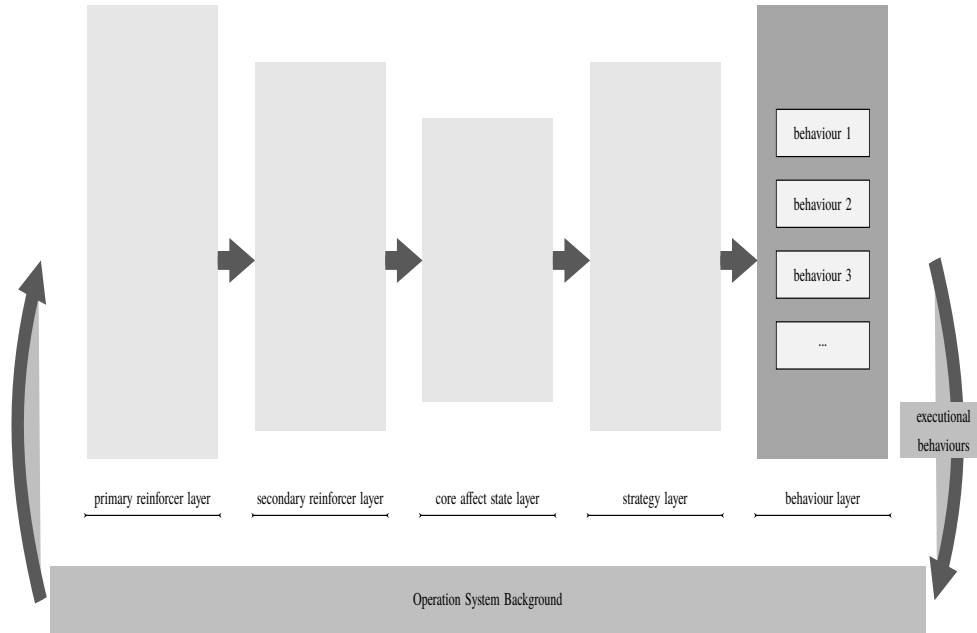 behaviour 1
behaviour 2
behaviour 3
...
executional
behaviours
primary reinforcer layer
secondary reinforcer layer
core affect state layer
strategy layer
behaviour layer
Operation System Background